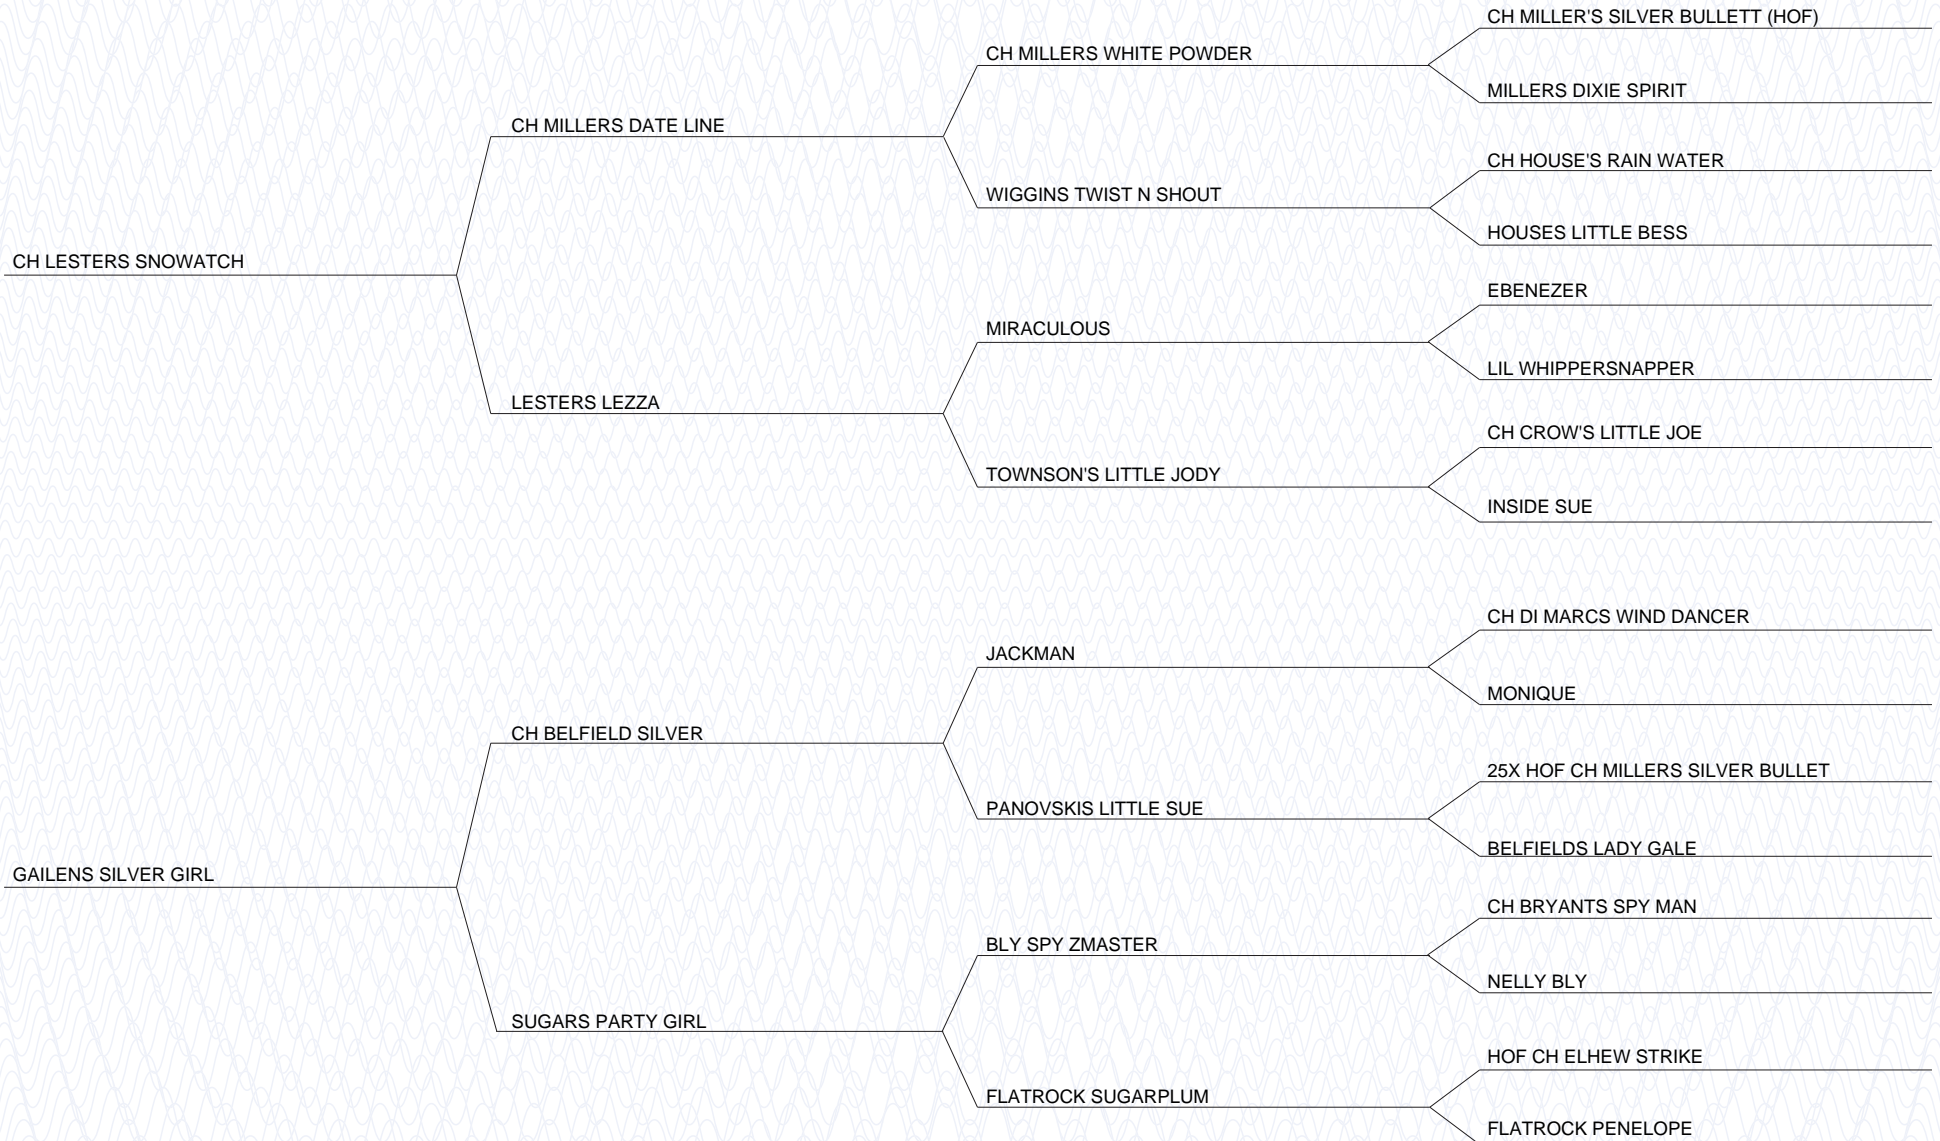 CH MILLER'S SILVER BULLETT (HOF)
CH MILLERS WHITE POWDER
MILLERS DIXIE SPIRIT
CH MILLERS DATE LINE
CH HOUSE'S RAIN WATER
WIGGINS TWIST N SHOUT
HOUSES LITTLE BESS
CH LESTERS SNOWATCH
EBENEZER
MIRACULOUS
LIL WHIPPERSNAPPER
LESTERS LEZZA
CH CROW'S LITTLE JOE
TOWNSON'S LITTLE JODY
INSIDE SUE
CH DI MARCS WIND DANCER
JACKMAN
MONIQUE
CH BELFIELD SILVER
25X HOF CH MILLERS SILVER BULLET
PANOVSKIS LITTLE SUE
BELFIELDS LADY GALE
GAILENS SILVER GIRL
CH BRYANTS SPY MAN
BLY SPY ZMASTER
NELLY BLY
SUGARS PARTY GIRL
HOF CH ELHEW STRIKE
FLATROCK SUGARPLUM
FLATROCK PENELOPE